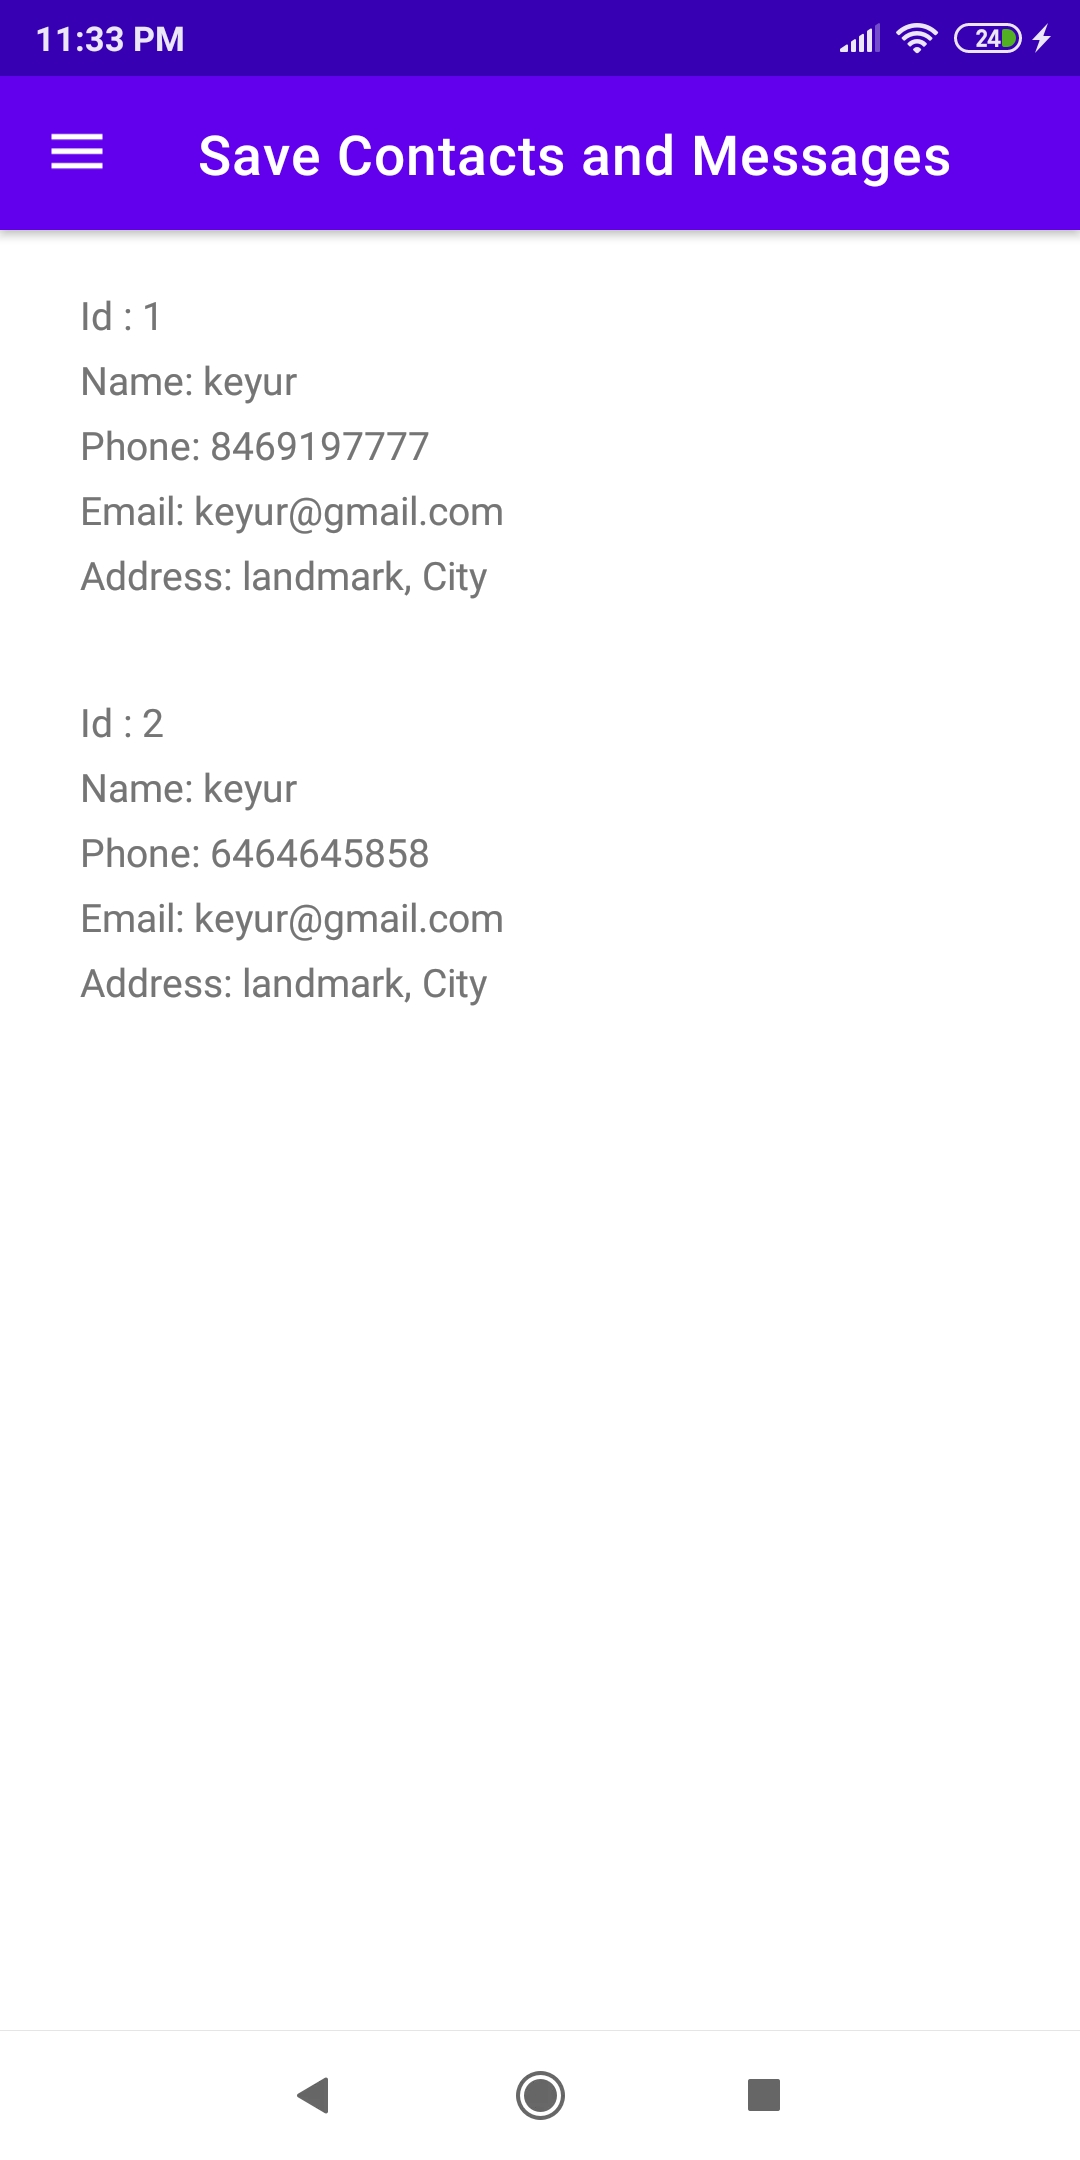 11:33 PM
24
Save Contacts and Messages
Id : 1
Name: keyur
Phone: 8469197777
Email: keyur@gmail.com
Address: landmark, City
Id : 2
Name: keyur
Phone: 6464645858
Email: keyur@gmail.com
Address: landmark, City